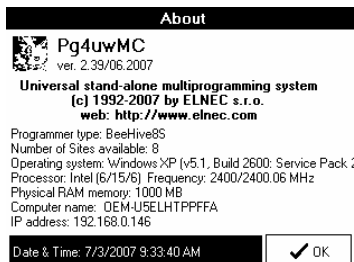 About
Pg4uwMC
ver. 2.39/06.2007
Universal stand-alone multiprogramming system
(c) 1992-2007 by ELNEC s.r.o.
web: http://www.elnec.com
Programmer type: BeeHive8S
Number of Sites available: 8
Operating system: Windows XP (v5.1, Build 2600: Service Pack 2
Processor: Intel (6/15/6) Frequency: 2400/2400.06 MHz
Physical RAM memory: 1000 MB
Computer name: OEM-U5ELHTPPFFA
IP address: 192.168.0.146
Date & Time: 7/3/2007 9:33:40 AM
OK